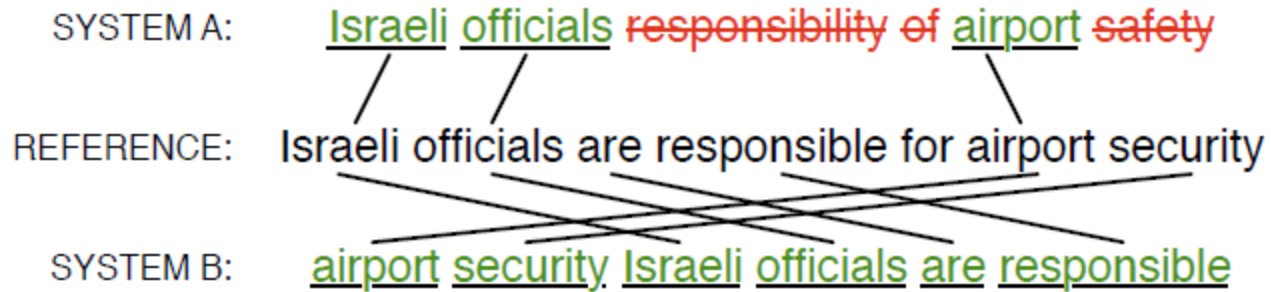 SYSTEM A: Israeli officials responsibility of airport safety
REFERENCE: Israeli officials are responsible for airport security
SYSTEM B: airport security Israeli officials are responsible